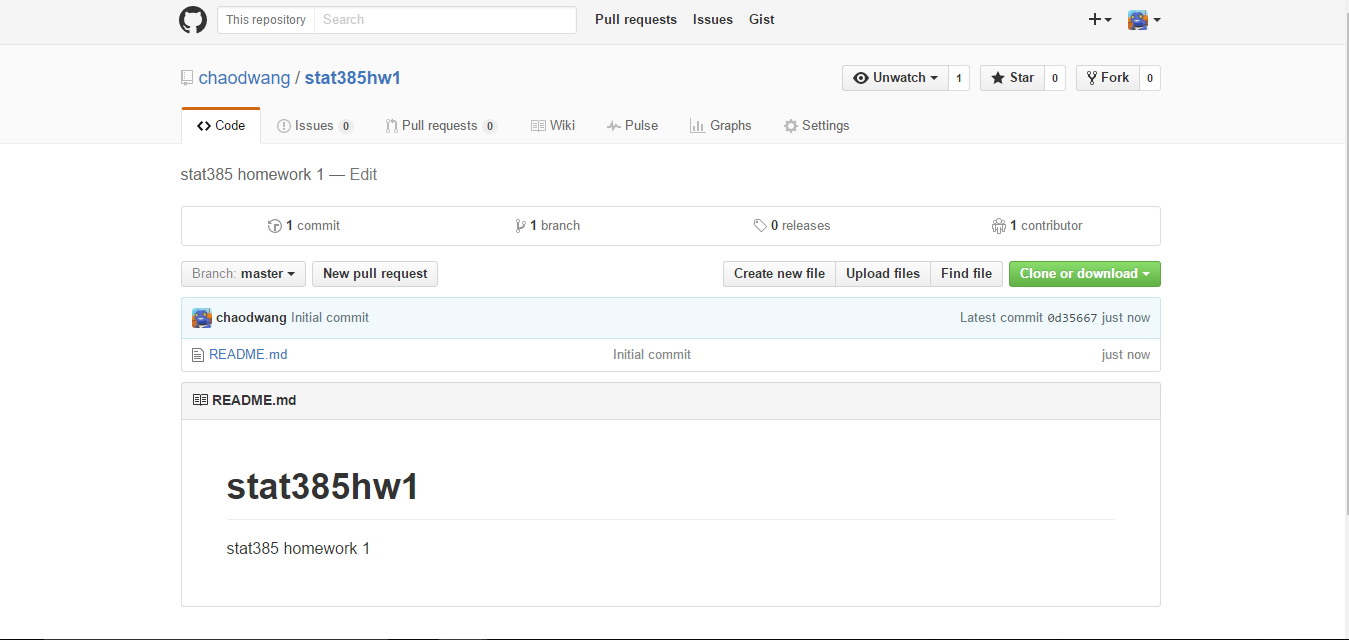 This repository Search Pull requests Issues Gist
chaodwang / stat385hw1 Unwatch 1 Star 0 Fork 0
Code Issues 0 Pull requests 0 Wiki Pulse Graphs Settings
stat385 homework 1 — Edit
1 commit 1 branch 0 releases 1 contributor
Branch: master New pull request Create new file Upload files Find file Clone or download
chaodwang Initial commit Latest commit 0d35667 just now
README.md Initial commit just now
README.md
stat385hw1
stat385 homework 1